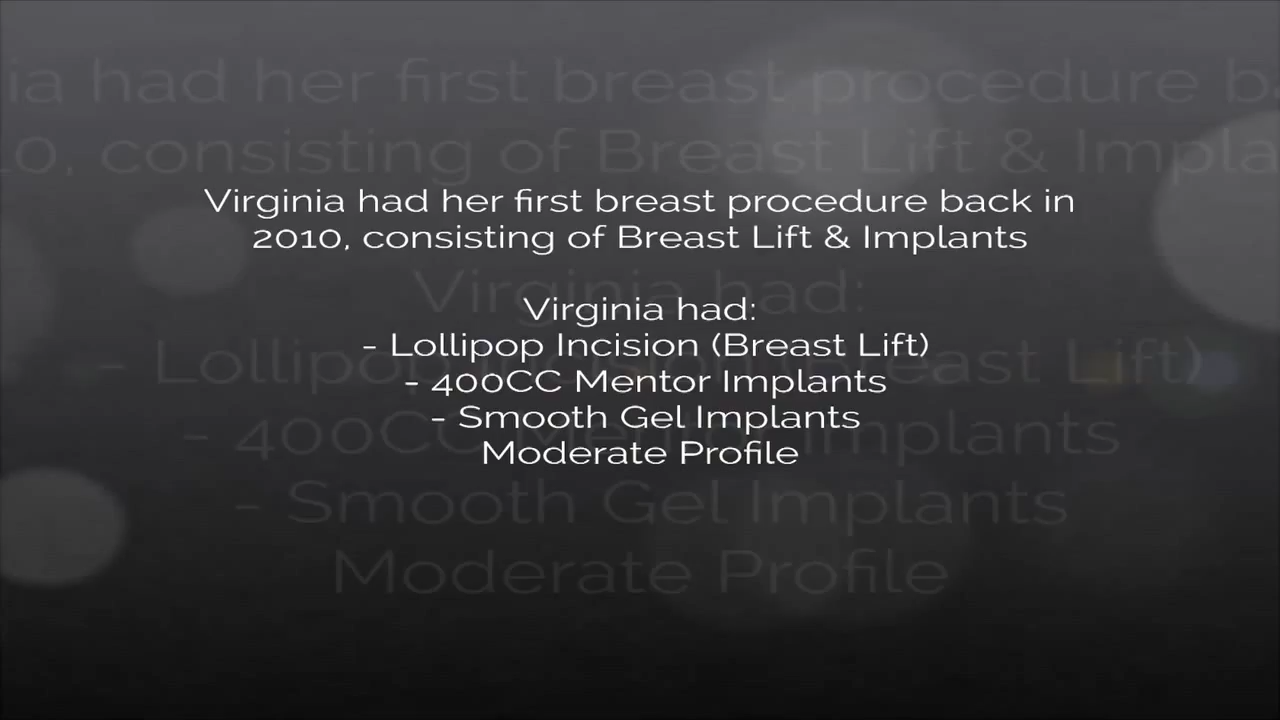 Virginia had her first breast procedure back in
2010, consisting of Breast Lift & Implants
Virginia had:
- Lollipop Incision (Breast Lift)
- 400CC Mentor Implants
- Smooth Gel Implants
Moderate Profile